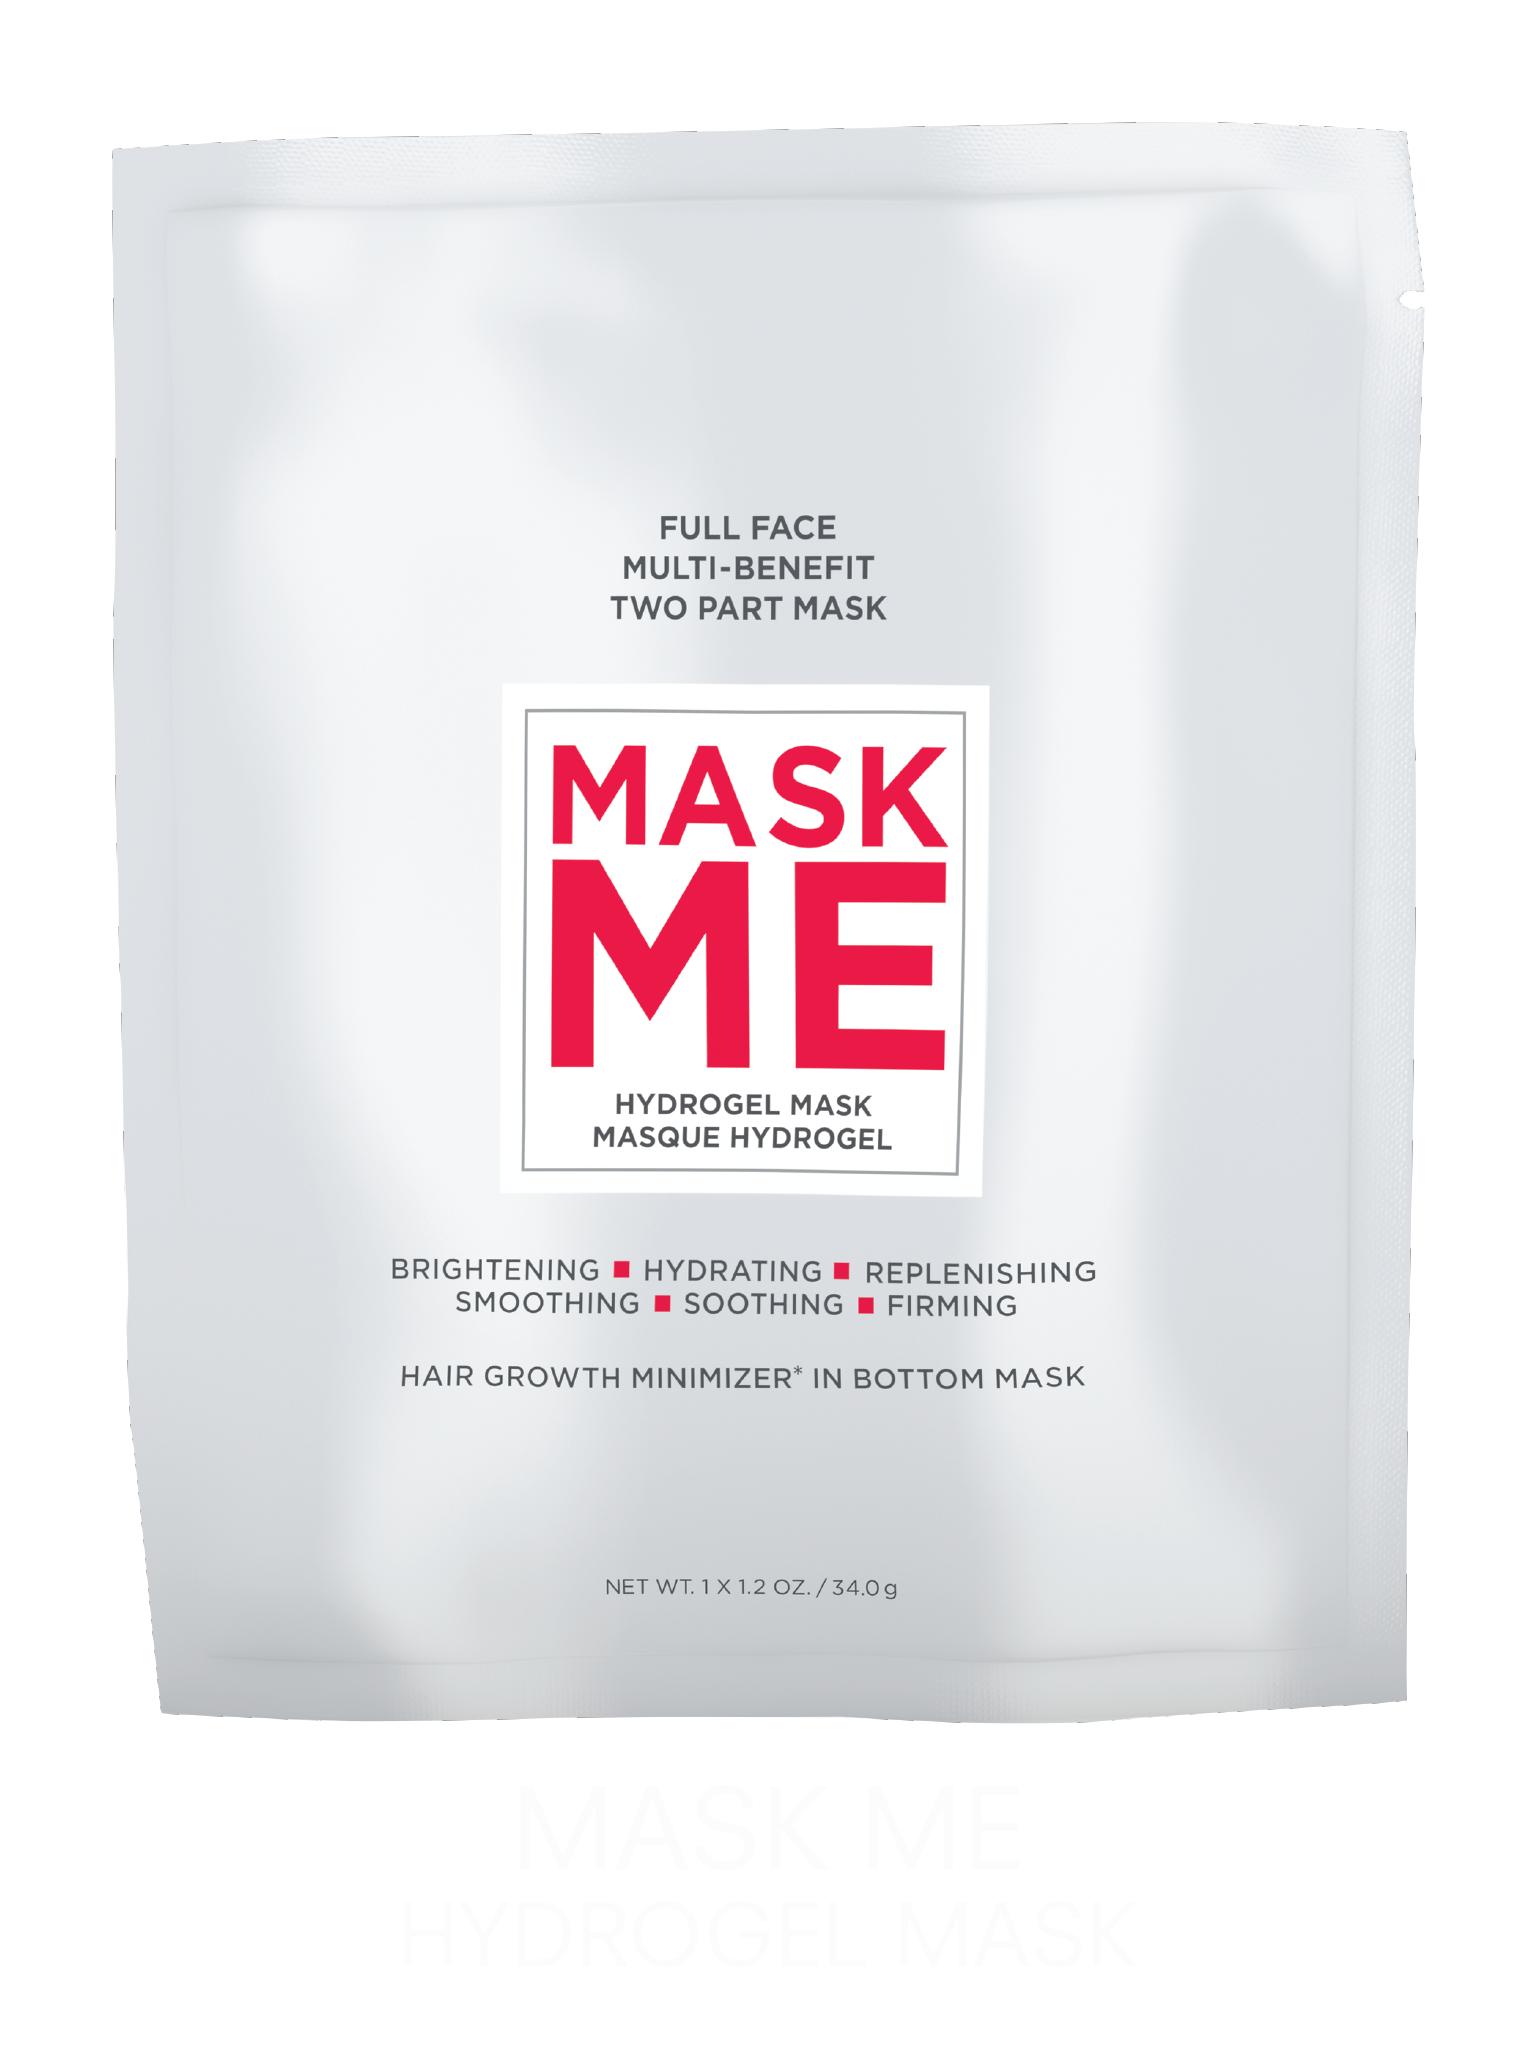 FULL FACE
MULTI-BENEFIT
TWO PART MASK
MASK
ME
HYDROGEL MASK
MASQUE HYDROGEL
BRIGHTENING ■ HYDRATING ■ REPLENISHING
SMOOTHING ■ SOOTHING ■ FIRMING
HAIR GROWTH MINIMIZER* IN BOTTOM MASK
NET WT. 1 X 1.2 OZ. / 34.0 g
MASK ME
HYDROGEL MASK